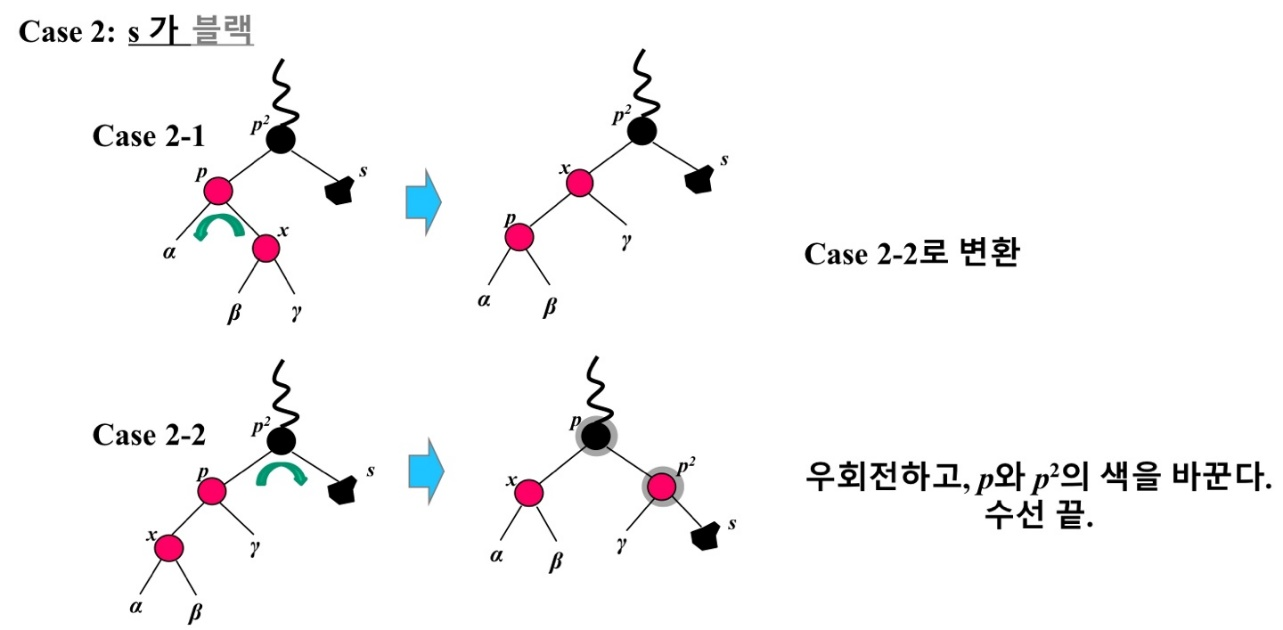 Case 2: s 가 블랙
Case 2-1
p²
p
s
x
α
β
γ
p²
x
s
p
γ
α
β
Case 2-2로 변환
Case 2-2
p²
p
s
x
γ
α
β
p
p²
x
s
γ
α
β
우회전하고, p와 p²의 색을 바꾼다.
수선 끝.